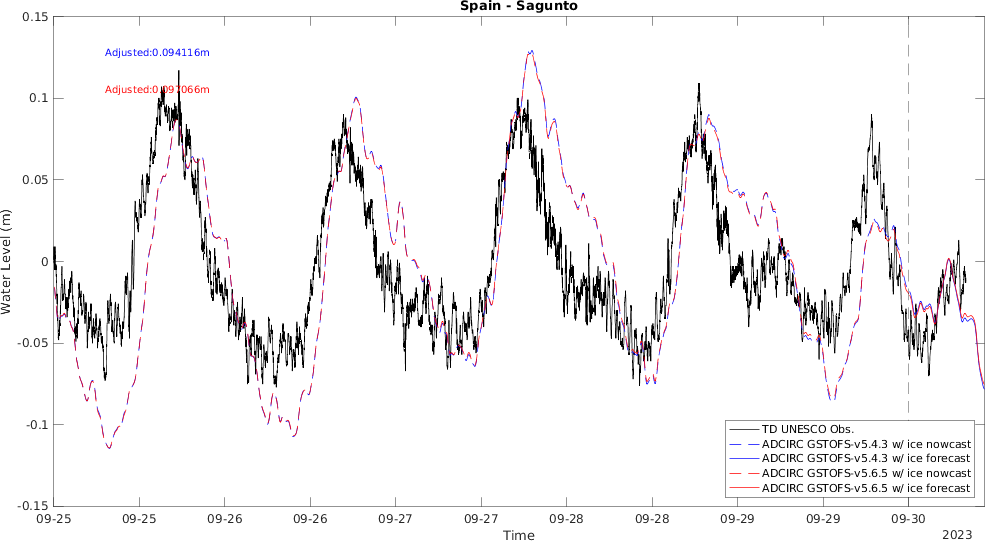 Spain - Sagunto
0.15
0.1
0.05
0
-0.05
-0.1
-0.15
Water Level (m)
Adjusted:0.094116m
Adjusted:0.097066m
TD UNESCO Obs.
ADCIRC GSTOFS-v5.4.3 w/ ice nowcast
ADCIRC GSTOFS-v5.4.3 w/ ice forecast
ADCIRC GSTOFS-v5.6.5 w/ ice nowcast
ADCIRC GSTOFS-v5.6.5 w/ ice forecast
09-25 09-25 09-26 09-26 09-27 09-27 09-28 09-28 09-29 09-29 09-30
Time
2023